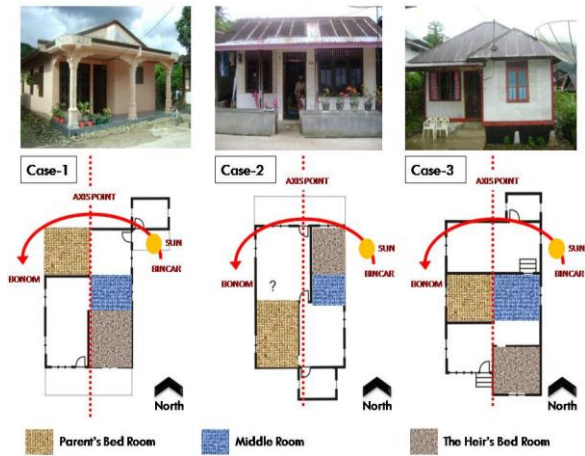 Case-1
Case-2
Case-3
AXISPOINT
AXISPOINT
AXISPOINT
SUN
BINCAR
BONOM
SUN
BINCAR
BONOM
?
SUN
BINCAR
BONOM
North
North
North
Parent's Bed Room
Middle Room
The Heir's Bed Room